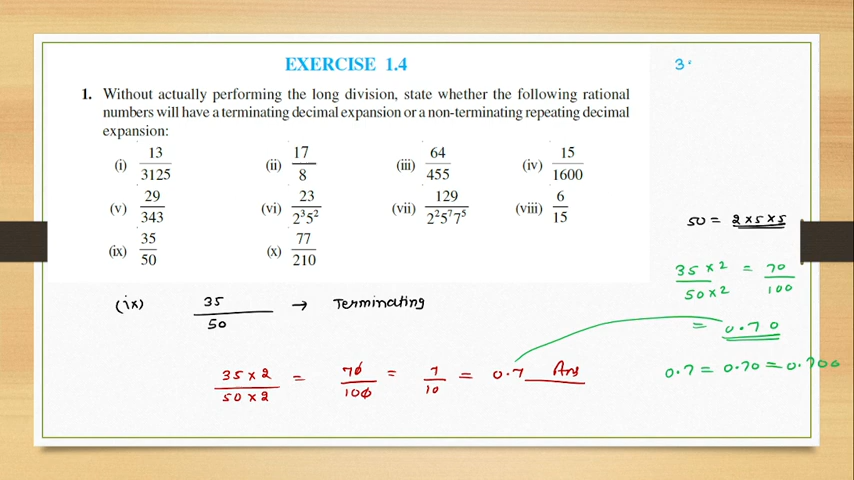 EXERCISE 1.4
3.
1. Without actually performing the long division, state whether the following rational
numbers will have a terminating decimal expansion or a non-terminating repeating decimal
expansion:
(i) 13/3125 (ii) 17/8 (iii) 64/455 (iv) 15/1600
(v) 29/343 (vi) 23/2³5² (vii) 129/2²5⁷7⁵ (viii) 6/15
(ix) 35/50 (x) 77/210
50 = 2×5×5
35×2/50×2 = 70/100
= 0.70
0.7 = 0.70 = 0.700
(ix) 35/50 → Terminating
35×2/50×2 = 70/100 = 7/10 = 0.7 Ans